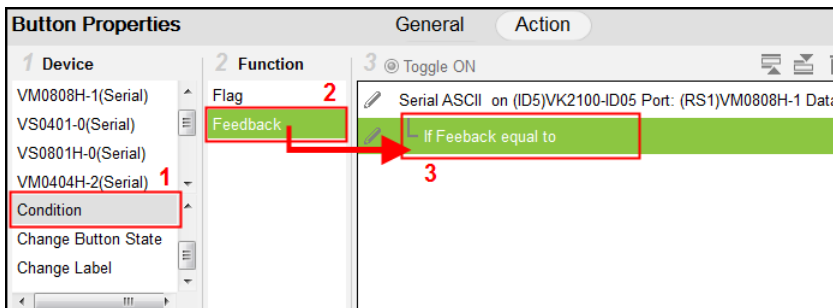 Button Properties
General
Action
1 Device
2 Function
3 Toggle ON
VM0808H-1(Serial)
VS0401-0(Serial)
VS0801H-0(Serial)
VM0404H-2(Serial)
1
Condition
Change Button State
Change Label
Flag
2
Feedback
Serial ASCII on (ID5)VK2100-ID05 Port: (RS1)VM0808H-1 Data
If Feeback equal to
3